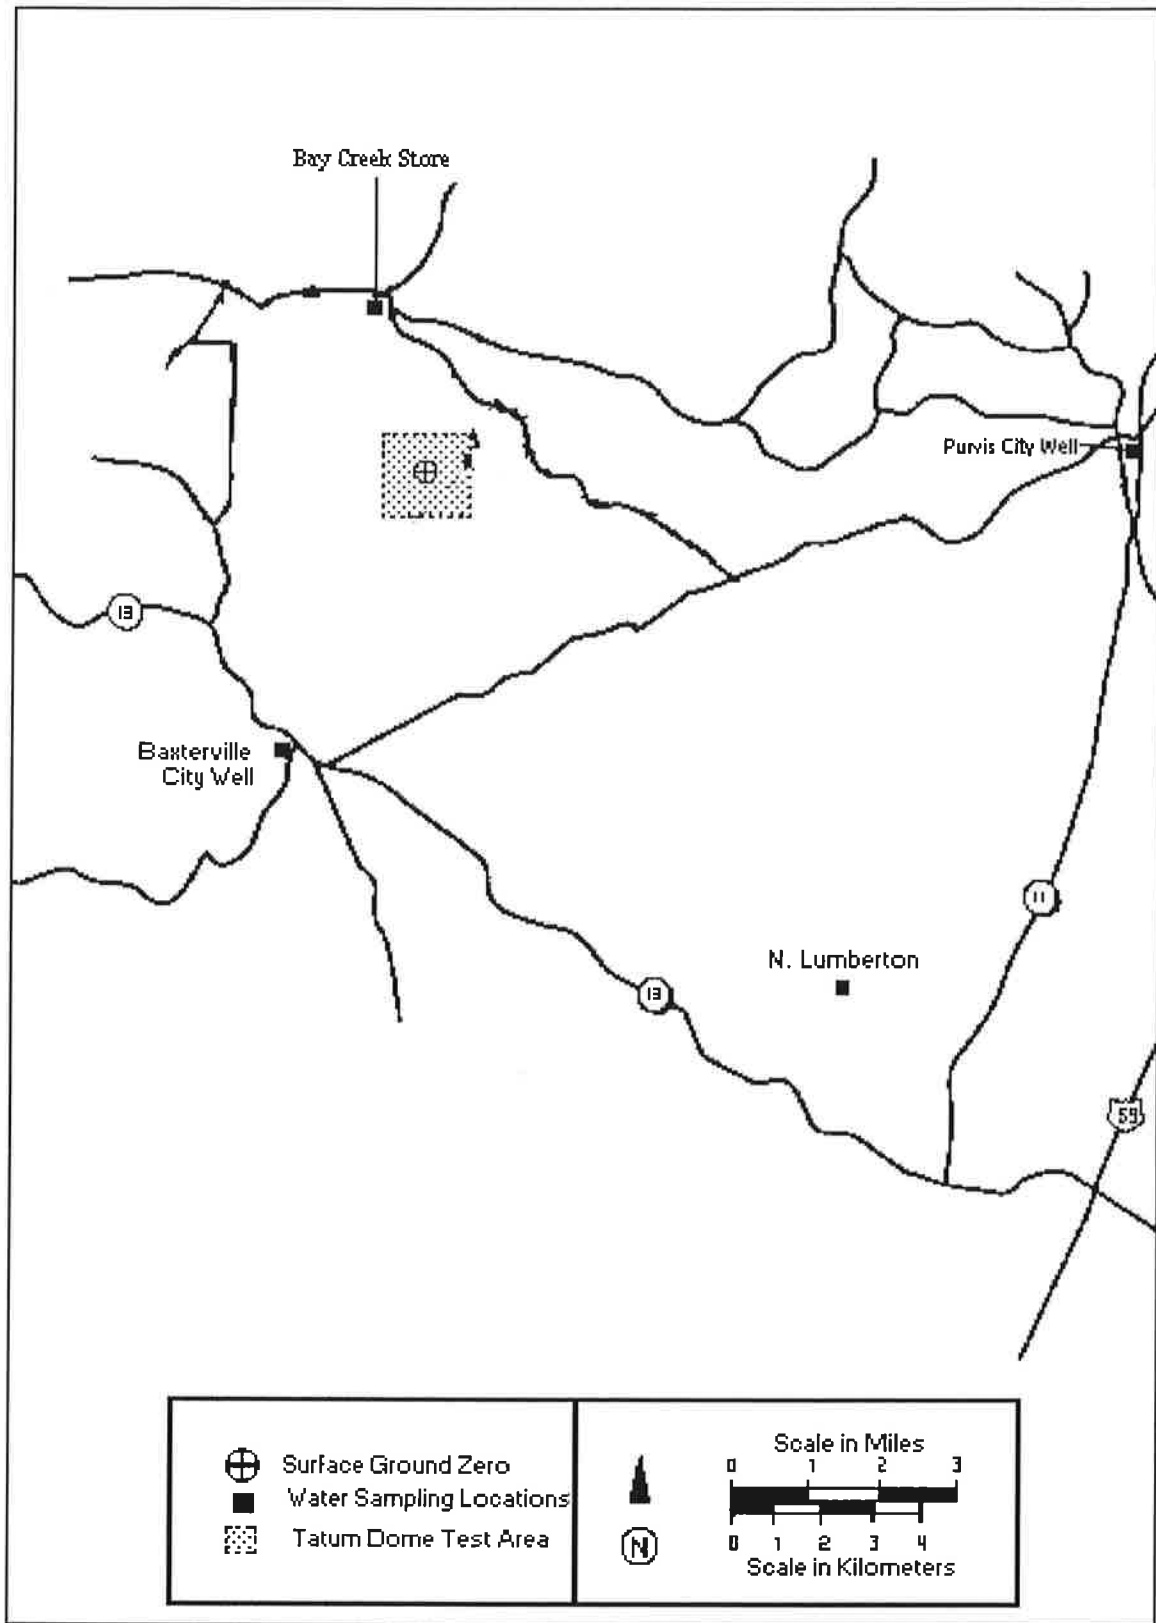 Bay Creek Store
Purvis City Well
13
Baxterville
City Well
11
N. Lumberton
13
59
Surface Ground Zero
Water Sampling Locations
Tatum Dome Test Area
N
Scale in Miles
0 1 2 3
0 1 2 3 4
Scale in Kilometers